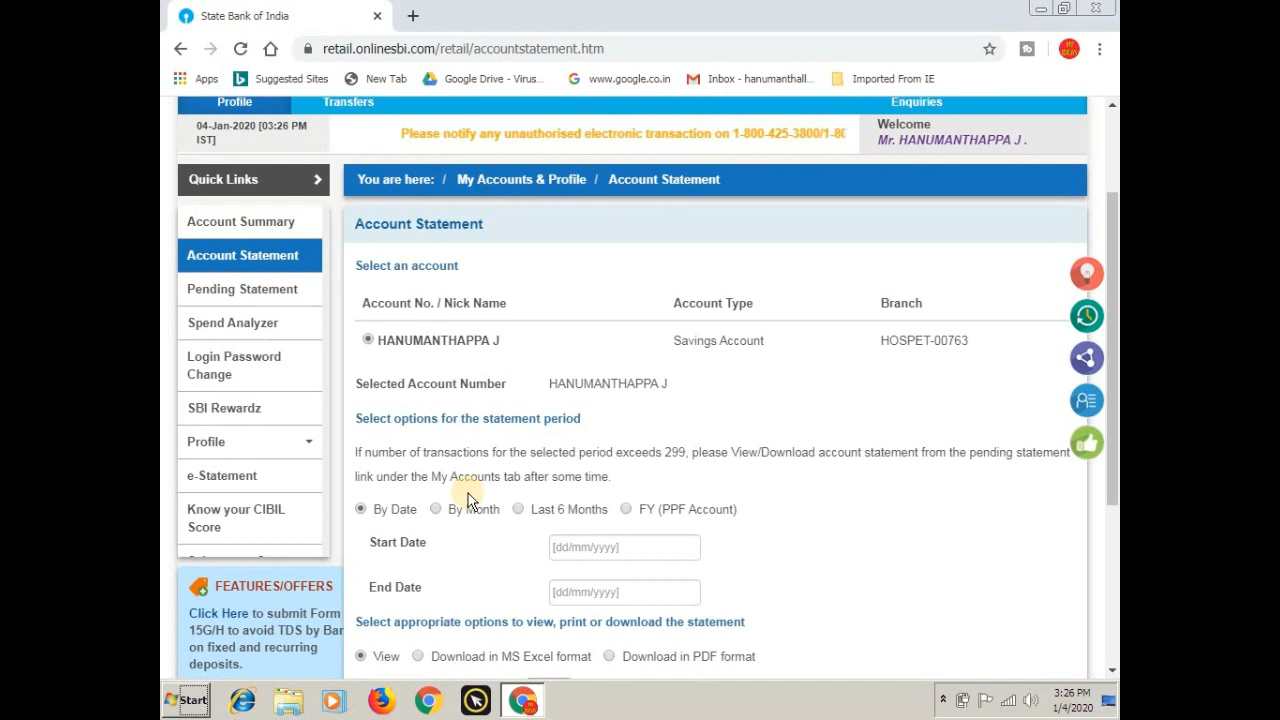 State Bank of India
retail.onlinesbi.com/retail/accountstatement.htm
Apps Suggested Sites New Tab Google Drive - Virus... www.google.co.in Inbox - hanumanthall... Imported From IE
Profile Transfers Enquiries
04-Jan-2020 [03:26 PM IST]
Please notify any unauthorised electronic transaction on 1-800-425-3800/1-80
Welcome
Mr. HANUMANTHAPPA J .
Quick Links
You are here: / My Accounts & Profile / Account Statement
Account Summary
Account Statement
Pending Statement
Spend Analyzer
Login Password
Change
SBI Rewardz
Profile
e-Statement
Know your CIBIL
Score
FEATURES/OFFERS
Click Here to submit Form
15G/H to avoid TDS by Ban
on fixed and recurring
deposits.
Account Statement
Select an account
Account No. / Nick Name Account Type Branch
HANUMANTHAPPA J Savings Account HOSPET-00763
Selected Account Number HANUMANTHAPPA J
Select options for the statement period
If number of transactions for the selected period exceeds 299, please View/Download account statement from the pending statement
link under the My Accounts tab after some time.
By Date By Month Last 6 Months FY (PPF Account)
Start Date [dd/mm/yyyy]
End Date [dd/mm/yyyy]
Select appropriate options to view, print or download the statement
View Download in MS Excel format Download in PDF format
Start
3:26 PM
1/4/2020